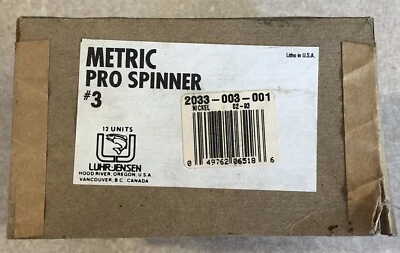 METRIC
PRO SPINNER
#3
Litho in U.S.A.
2033-003-001
NICKEL 02-93
0 49762 06518 6
12 UNITS
LUHR JENSEN
HOOD RIVER, OREGON, U.S.A.
VANCOUVER, B.C. CANADA